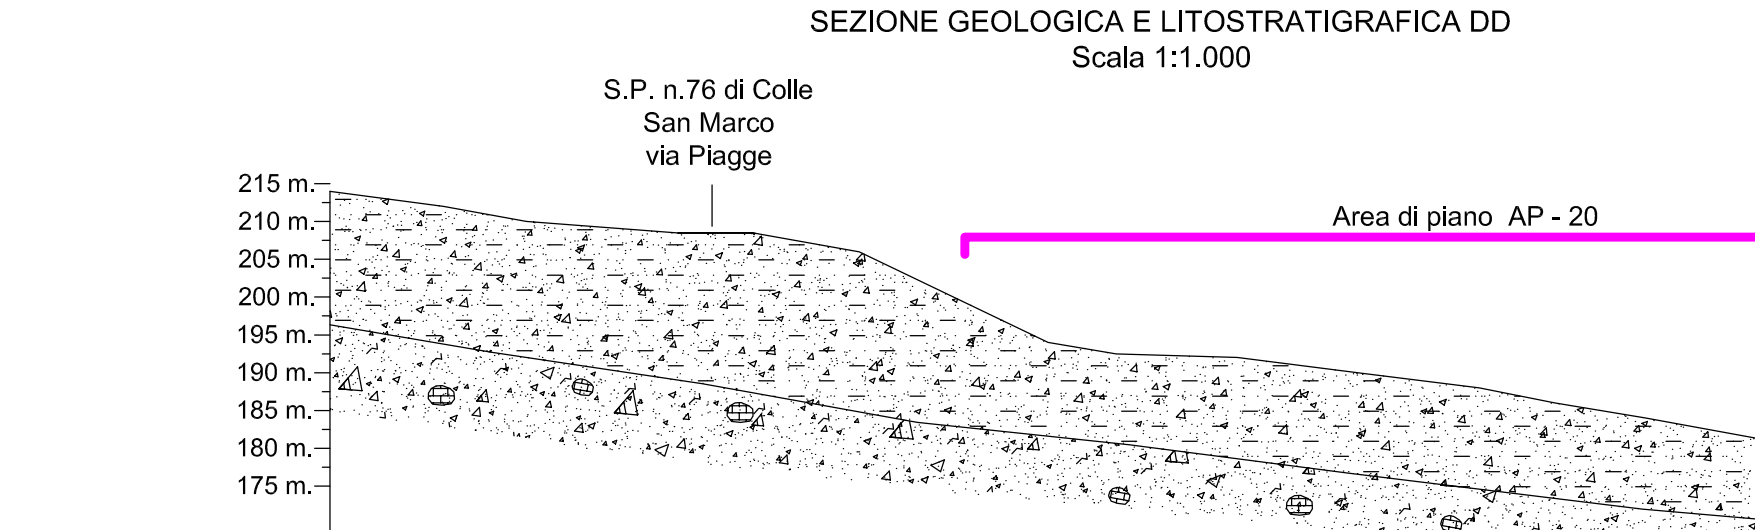 SEZIONE GEOLOGICA E LITOSTRATIGRAFICA DD
Scala 1:1.000
S.P. n.76 di Colle
San Marco
via Piagge
215 m.
210 m.
205 m.
200 m.
195 m.
190 m.
185 m.
180 m.
175 m.
Area di piano AP - 20